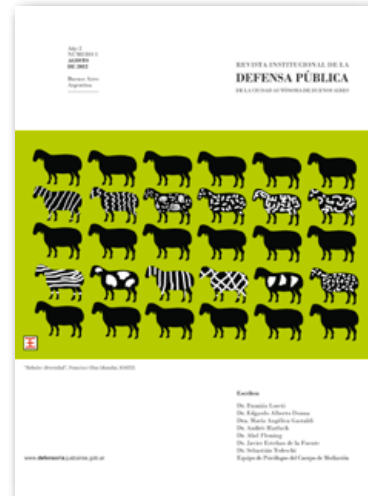 Año 2
NÚMERO 3
AGOSTO
DE 2012
Buenos Aires
Argentina
REVISTA INSTITUCIONAL DE LA
DEFENSA PÚBLICA
DE LA CIUDAD AUTÓNOMA DE BUENOS AIRES
Escriben
Dr. Edgardo Alberto Donna
Dra. María Angélica Gastaldi
Dr. Andrés Harfuch
Dr. Abel Fleming
Dr. Javier Esteban de la Fuente
Dr. Sebastián Tedeschi
Equipo de Psicólogos del Cuerpo de Mediación
www.defensoria.jusbaires.gob.ar